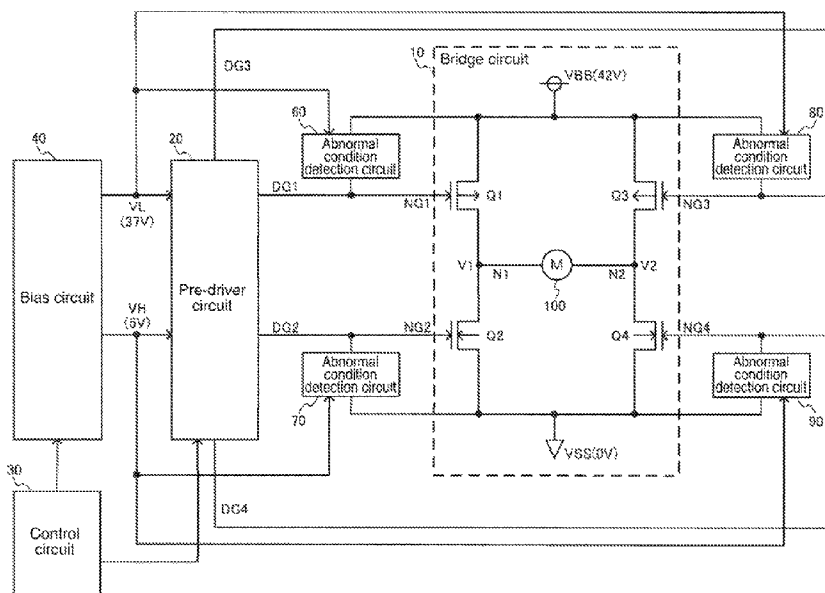 10
Bridge circuit
DG3
VBB(42V)
60
80
Abnormal
condition
detection circuit
Abnormal
condition
detection circuit
40
20
DG1
NG1
Q1
Q3
NG3
VL
(37V)
V1
N1
M
N2
V2
100
Bias circuit
Pre-driver
circuit
VH
(5V)
DG2
NG2
Q2
Q4
NG4
Abnormal
condition
detection circuit
Abnormal
condition
detection circuit
70
90
VSS(0V)
30
DG4
Control
circuit